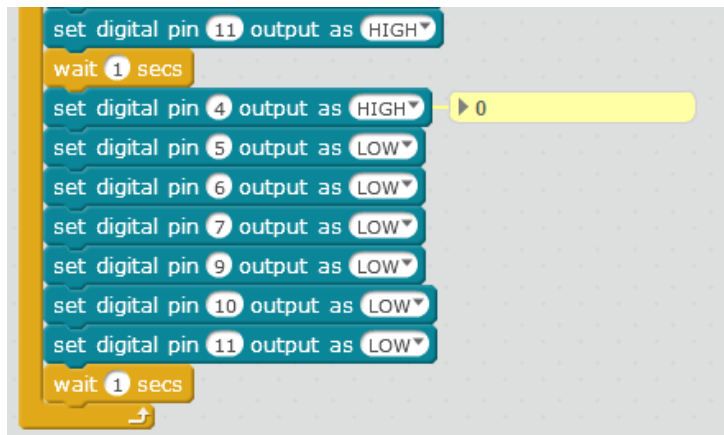 set digital pin 11 output as HIGH
wait 1 secs
set digital pin 4 output as HIGH 0
set digital pin 5 output as LOW
set digital pin 6 output as LOW
set digital pin 7 output as LOW
set digital pin 9 output as LOW
set digital pin 10 output as LOW
set digital pin 11 output as LOW
wait 1 secs